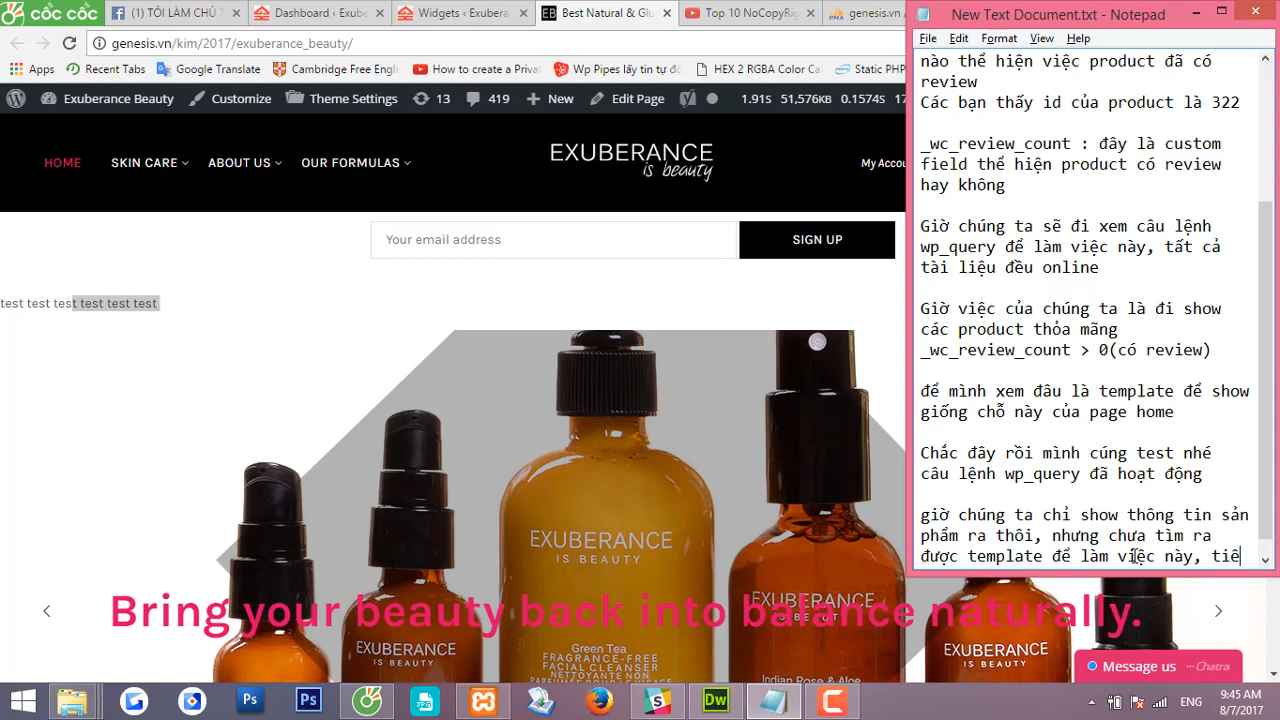 cốc cốc
(1) TÔI LÀM CHỦ T
Dashboard ‹ Exube
Widgets ‹ Exubera
Best Natural & Glu
Top 10 NoCopyRig
genesis.vn/
New Text Document.txt - Notepad
genesis.vn/kim/2017/exuberance_beauty/
File Edit Format View Help
Apps
Recent Tabs
Google Translate
Cambridge Free Engl
How to create a Privat
Wp Pipes lấy tin tự độ
HEX 2 RGBA Color Ca
Static PHP
Exuberance Beauty
Customize
Theme Settings
13
419
New
Edit Page
1.91S
51,576KB
0.1574S
HOME
SKIN CARE
ABOUT US
OUR FORMULAS
EXUBERANCE
is beauty
My Accou
Your email address
SIGN UP
test test test test test test
nào thể hiện việc product đã có
review
Các bạn thấy id của product là 322
_wc_review_count : đây là custom
field thể hiện product có review
hay không
Giờ chúng ta sẽ đi xem câu lệnh
wp_query để làm việc này, tất cả
tài liệu đều online
Giờ việc của chúng ta là đi show
các product thỏa mãng
_wc_review_count > 0(có review)
để mình xem đâu là template để show
giống chỗ này của page home
Chắc đây rồi mình cúng test nhé
câu lệnh wp_query đã hoạt động
giờ chúng ta chỉ show thông tin sản
phẩm ra thôi, nhưng chưa tìm ra
được template để làm việc này, tiê
EXUBERANCE
IS BEAUTY
Bring your beauty back into balance naturally.
EXUBERANCE
EXUBERANCE
Green Tea
FRAGRANCE-FREE
FACIAL CLEANSER
NETTOYANTE NON
EXUBERANCE
Indian Rose & Aloe
EXUBERANCE
Message us
Chatra
ENG
9:45 AM
8/7/2017